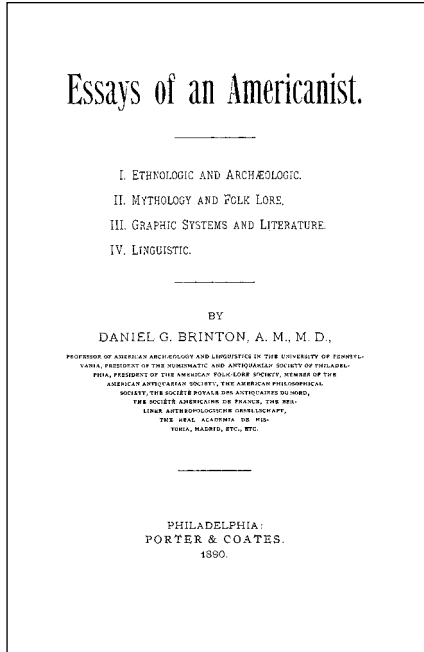 Essays of an Americanist.
I. ETHNOLOGIC AND ARCHÆOLOGIC.
II. MYTHOLOGY AND FOLK LORE.
III. GRAPHIC SYSTEMS AND LITERATURE.
IV. LINGUISTIC.
BY
DANIEL G. BRINTON, A. M., M. D.,
PROFESSOR OF AMERICAN ARCHÆOLOGY AND LINGUISTICS IN THE UNIVERSITY OF PENNSYL-
VANIA, PRESIDENT OF THE NUMISMATIC AND ANTIQUARIAN SOCIETY OF PHILADEL-
PHIA, PRESIDENT OF THE AMERICAN FOLK-LORE SOCIETY, MEMBER OF THE
AMERICAN ANTIQUARIAN SOCIETY, THE AMERICAN PHILOSOPHICAL
SOCIETY, THE SOCIÉTÉ ROYALE DES ANTIQUAIRES DU NORD,
THE SOCIÉTÉ AMÉRICAINE DE FRANCE, THE BER-
LINER ANTHROPOLOGISCHE GESELLSCHAFT,
THE REAL ACADEMIA DE HIS-
TORIA, MADRID, ETC., ETC.
PHILADELPHIA:
PORTER & COATES.
1890.